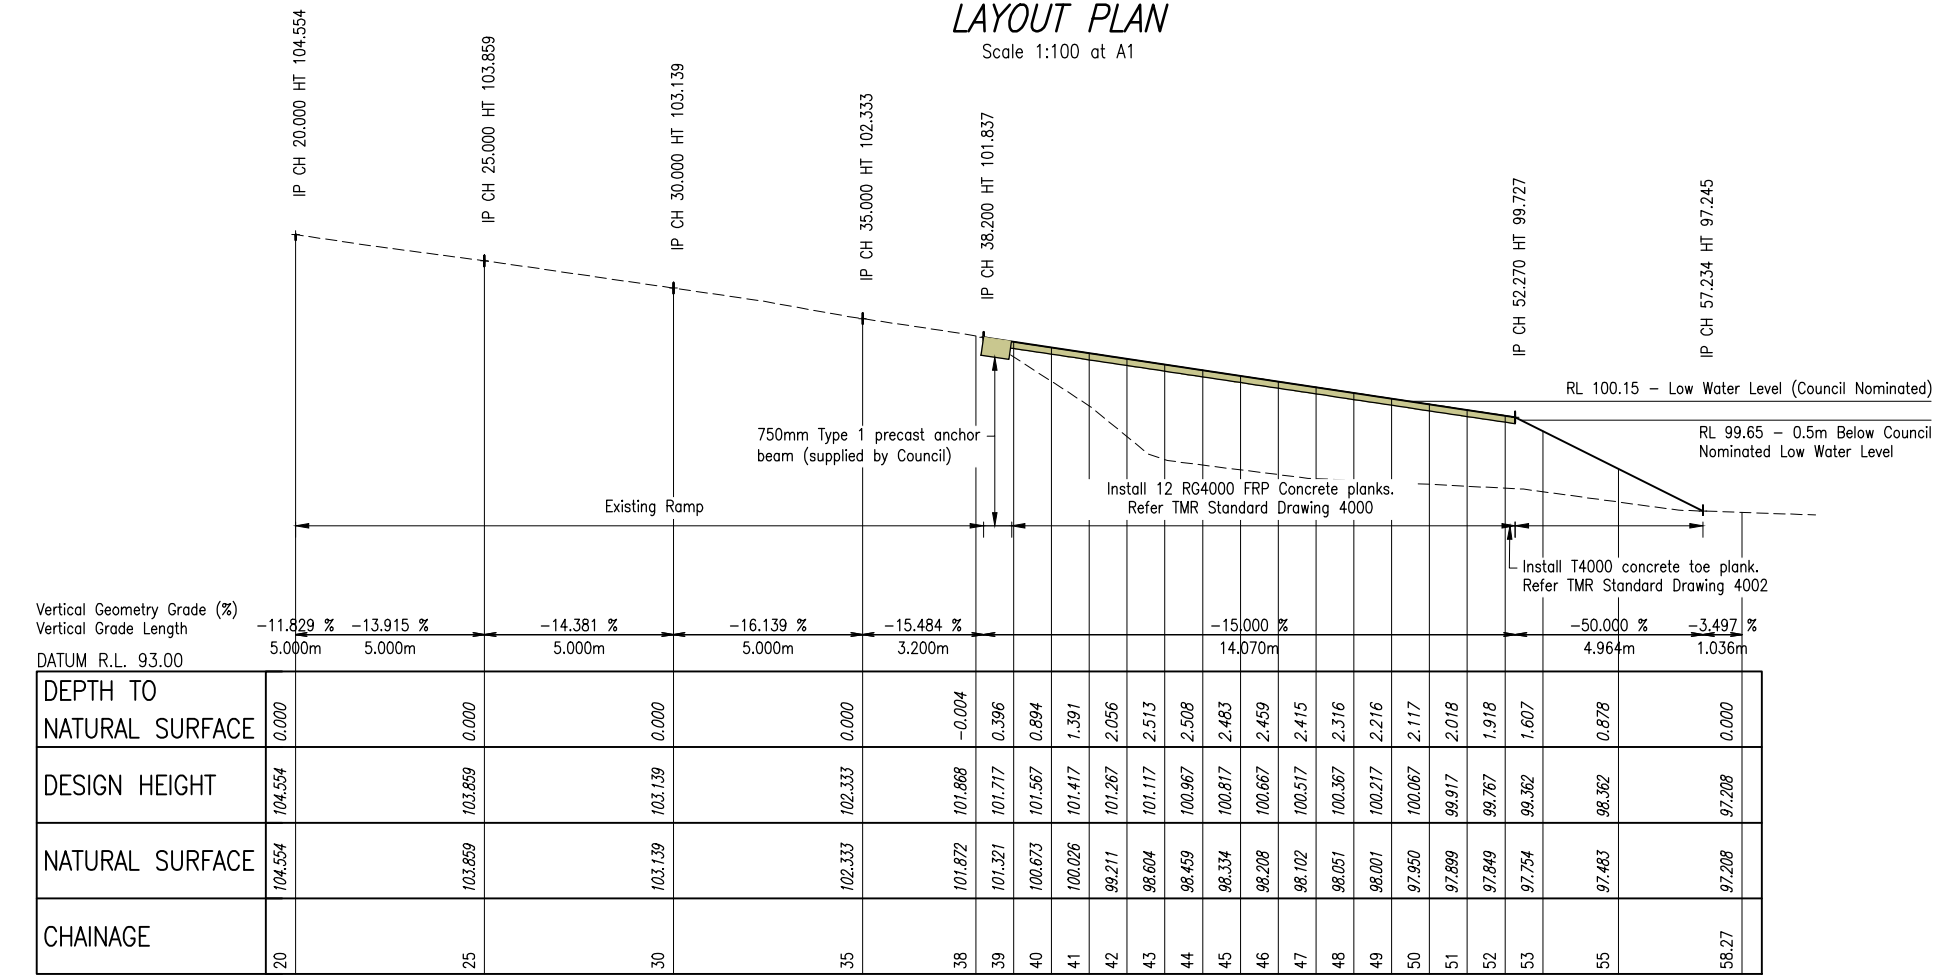 LAYOUT PLAN
Scale 1:100 at A1
IP CH 20.000 HT 104.554
IP CH 25.000 HT 103.859
IP CH 30.000 HT 103.139
IP CH 35.000 HT 102.333
IP CH 38.200 HT 101.837
IP CH 52.270 HT 99.727
IP CH 57.234 HT 97.245
RL 100.15 - Low Water Level (Council Nominated)
RL 99.65 - 0.5m Below Council
Nominated Low Water Level
750mm Type 1 precast anchor
beam (supplied by Council)
Install 12 RG4000 FRP Concrete planks.
Refer TMR Standard Drawing 4000
Existing Ramp
Install T4000 concrete toe plank.
Refer TMR Standard Drawing 4002
Vertical Geometry Grade (%) -11.829 % -13.915 % -14.381 % -16.139 % -15.484 % -15.000 % -50.000 % -3.497 %
Vertical Grade Length 5.000m 5.000m 5.000m 5.000m 3.200m 14.070m 4.964m 1.036m
DATUM R.L. 93.00
DEPTH TO
NATURAL SURFACE 0.000 0.000 0.000 0.000 -0.004 0.396 0.894 1.391 2.056 2.513 2.508 2.483 2.459 2.415 2.316 2.216 2.117 2.018 1.918 1.607 0.878 0.000
DESIGN HEIGHT 104.554 103.859 103.139 102.333 101.868 101.717 101.567 101.417 101.267 101.117 100.967 100.817 100.667 100.517 100.367 100.217 100.067 99.917 99.767 99.362 98.362 97.208
NATURAL SURFACE 104.554 103.859 103.139 102.333 101.872 101.321 100.673 100.026 99.211 98.604 98.459 98.334 98.208 98.102 98.051 98.001 97.950 97.899 97.849 97.754 97.483 97.208
CHAINAGE 20 25 30 35 38 39 40 41 42 43 44 45 46 47 48 49 50 51 52 53 55 58.27